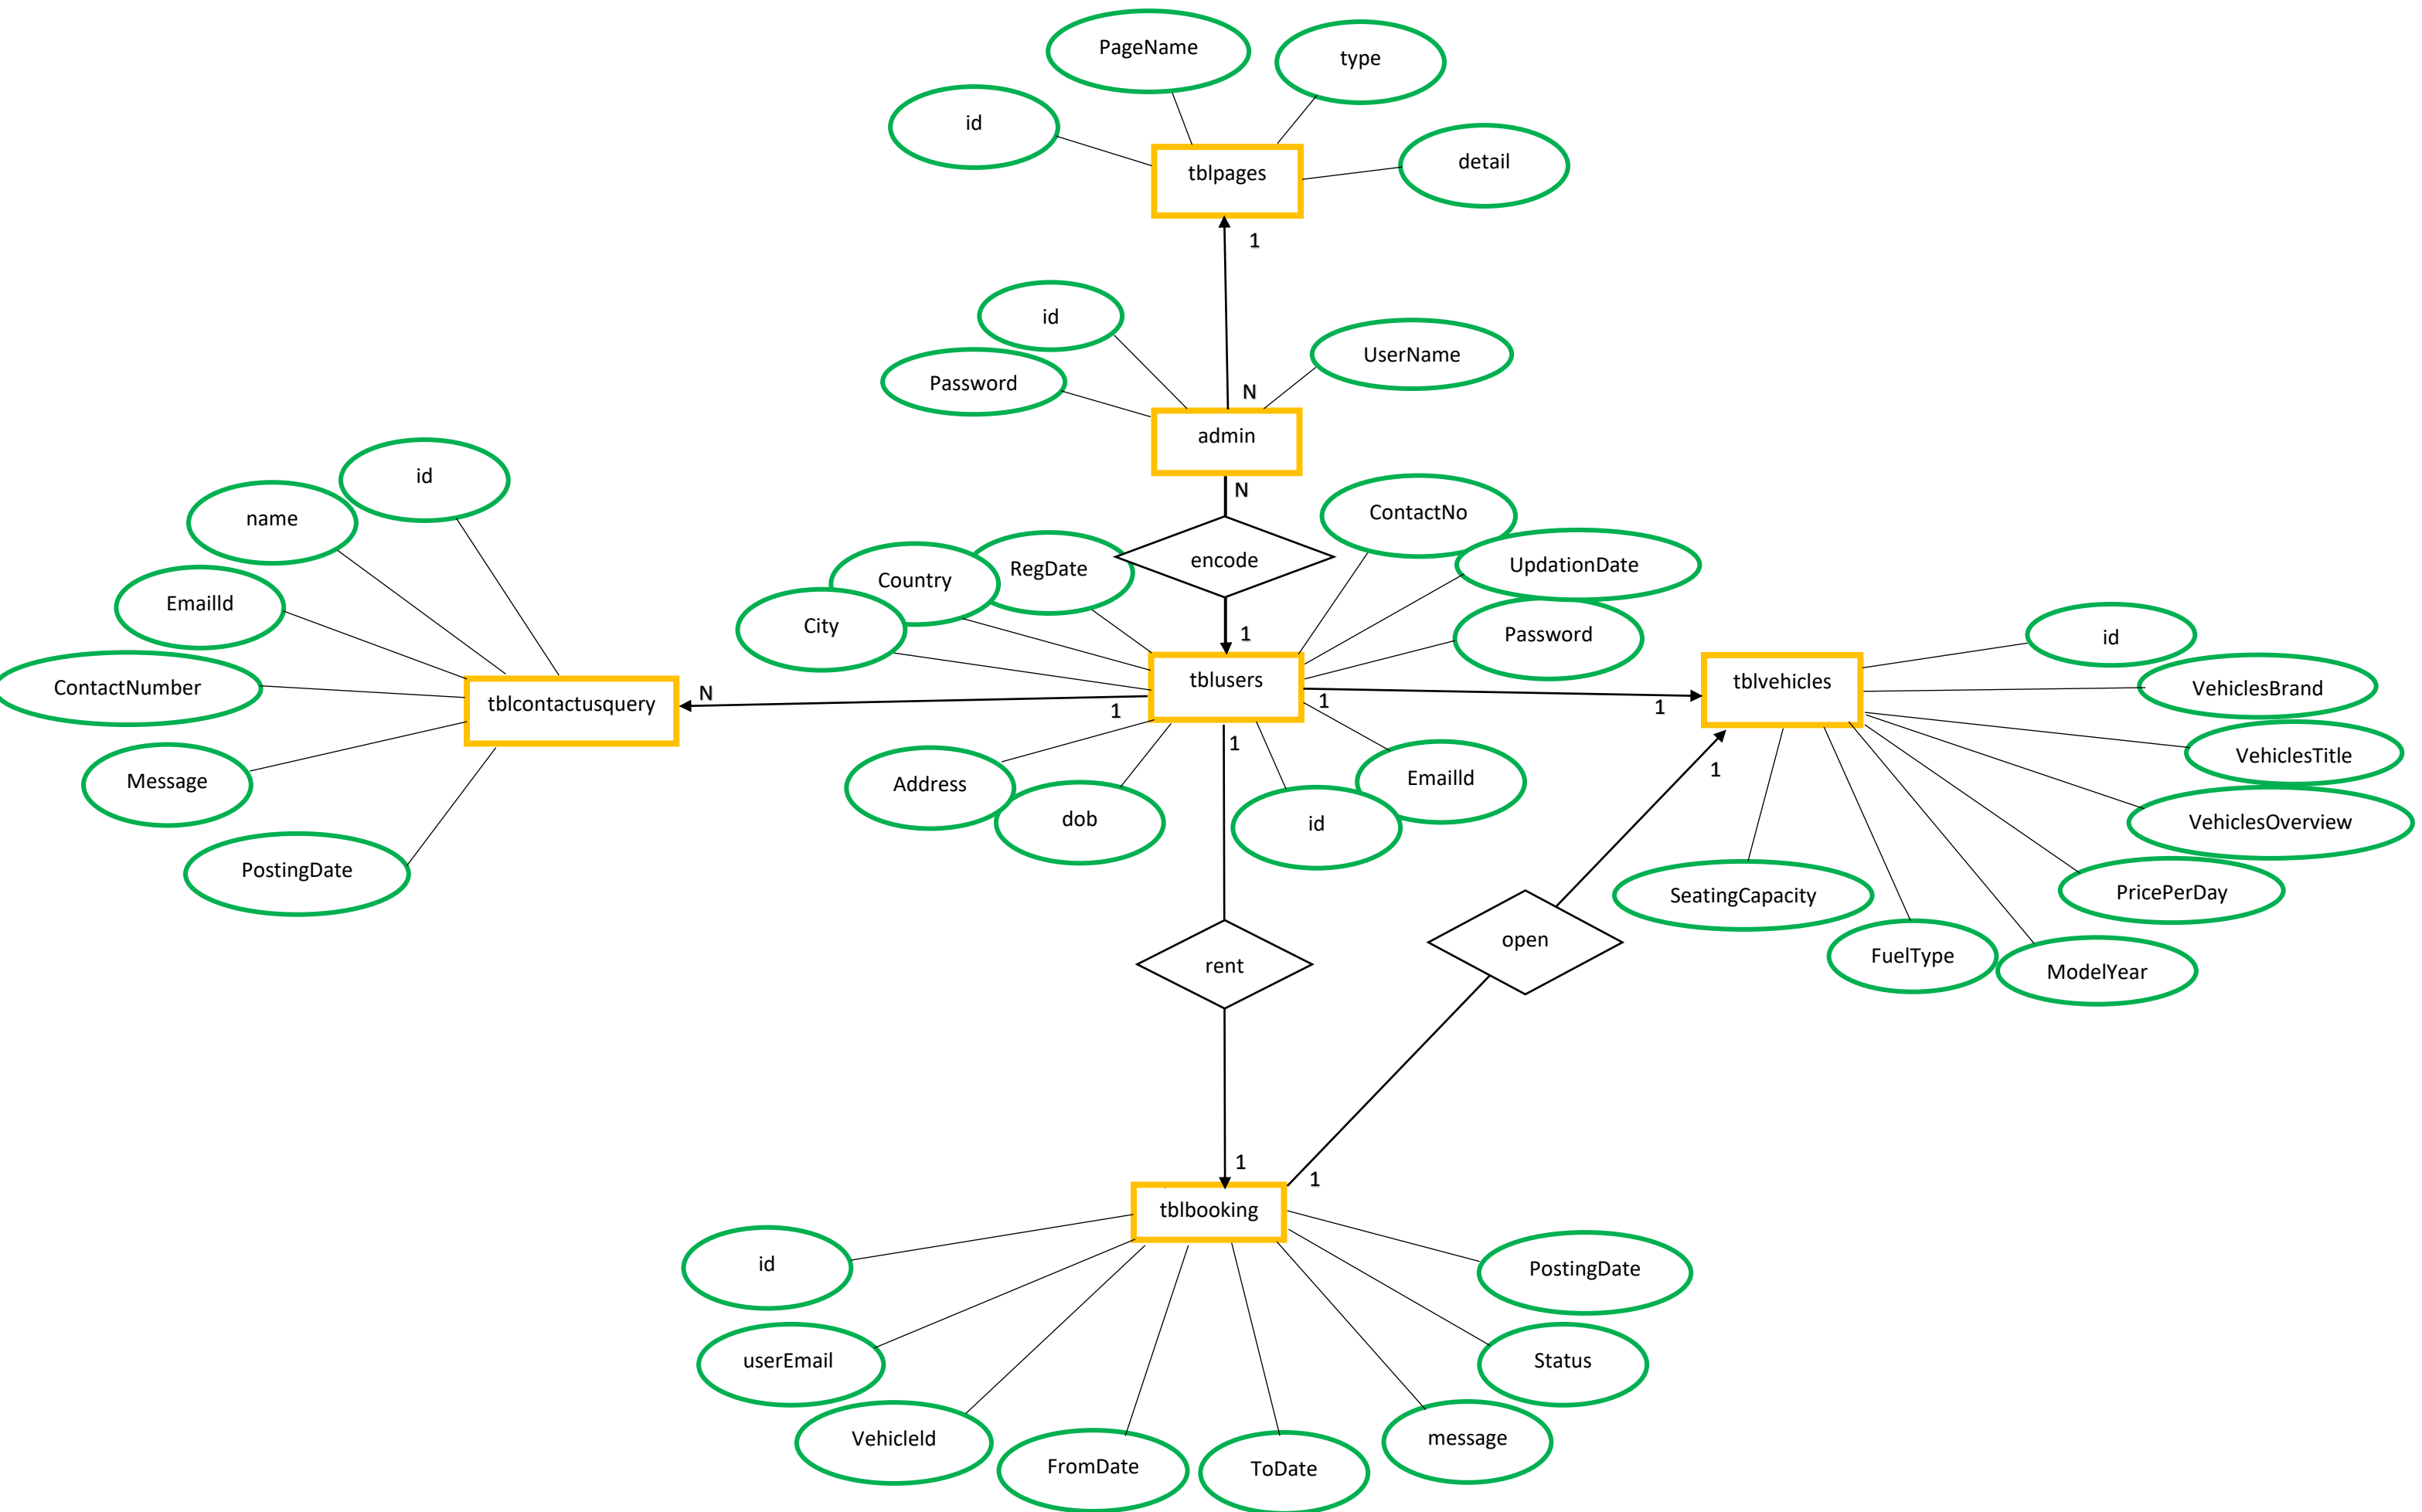 PageName
type
id
detail
tblpages
1
id
UserName
Password
N
admin
N
id
name
ContactNo
encode
UpdationDate
RegDate
Country
City
EmailId
Password
1
id
ContactNumber
tblcontactusquery
N
1
tblusers
1
1
tblvehicles
VehiclesBrand
1
VehiclesTitle
1
Message
Address
dob
id
EmailId
VehiclesOverview
PostingDate
SeatingCapacity
PricePerDay
open
FuelType
ModelYear
rent
1
1
tblbooking
id
PostingDate
userEmail
Status
VehicleId
message
FromDate
ToDate